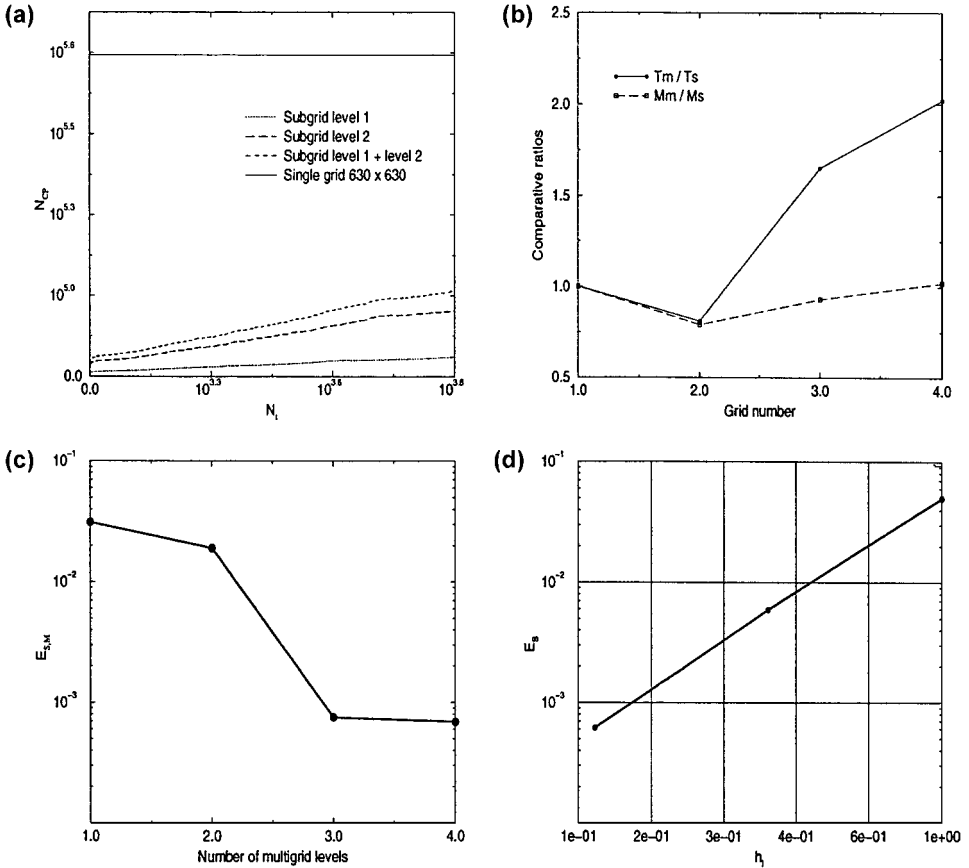 (a)
10^5.6
10^5.5
10^5.3
10^5.0
0.0
N_CP
Subgrid level 1
Subgrid level 2
Subgrid level 1 + level 2
Single grid 630 x 630
0.0
10^3.3
10^3.6
10^3.8
N_t
(b)
2.5
2.0
1.5
1.0
0.5
Comparative ratios
Tm / Ts
Mm / Ms
1.0
2.0
3.0
4.0
Grid number
(c)
10^-1
10^-2
10^-3
E_S,M
1.0
2.0
3.0
4.0
Number of multigrid levels
(d)
10^-1
10^-2
10^-3
1e-01
2e-01
3e-01
4e-01
6e-01
1e+00